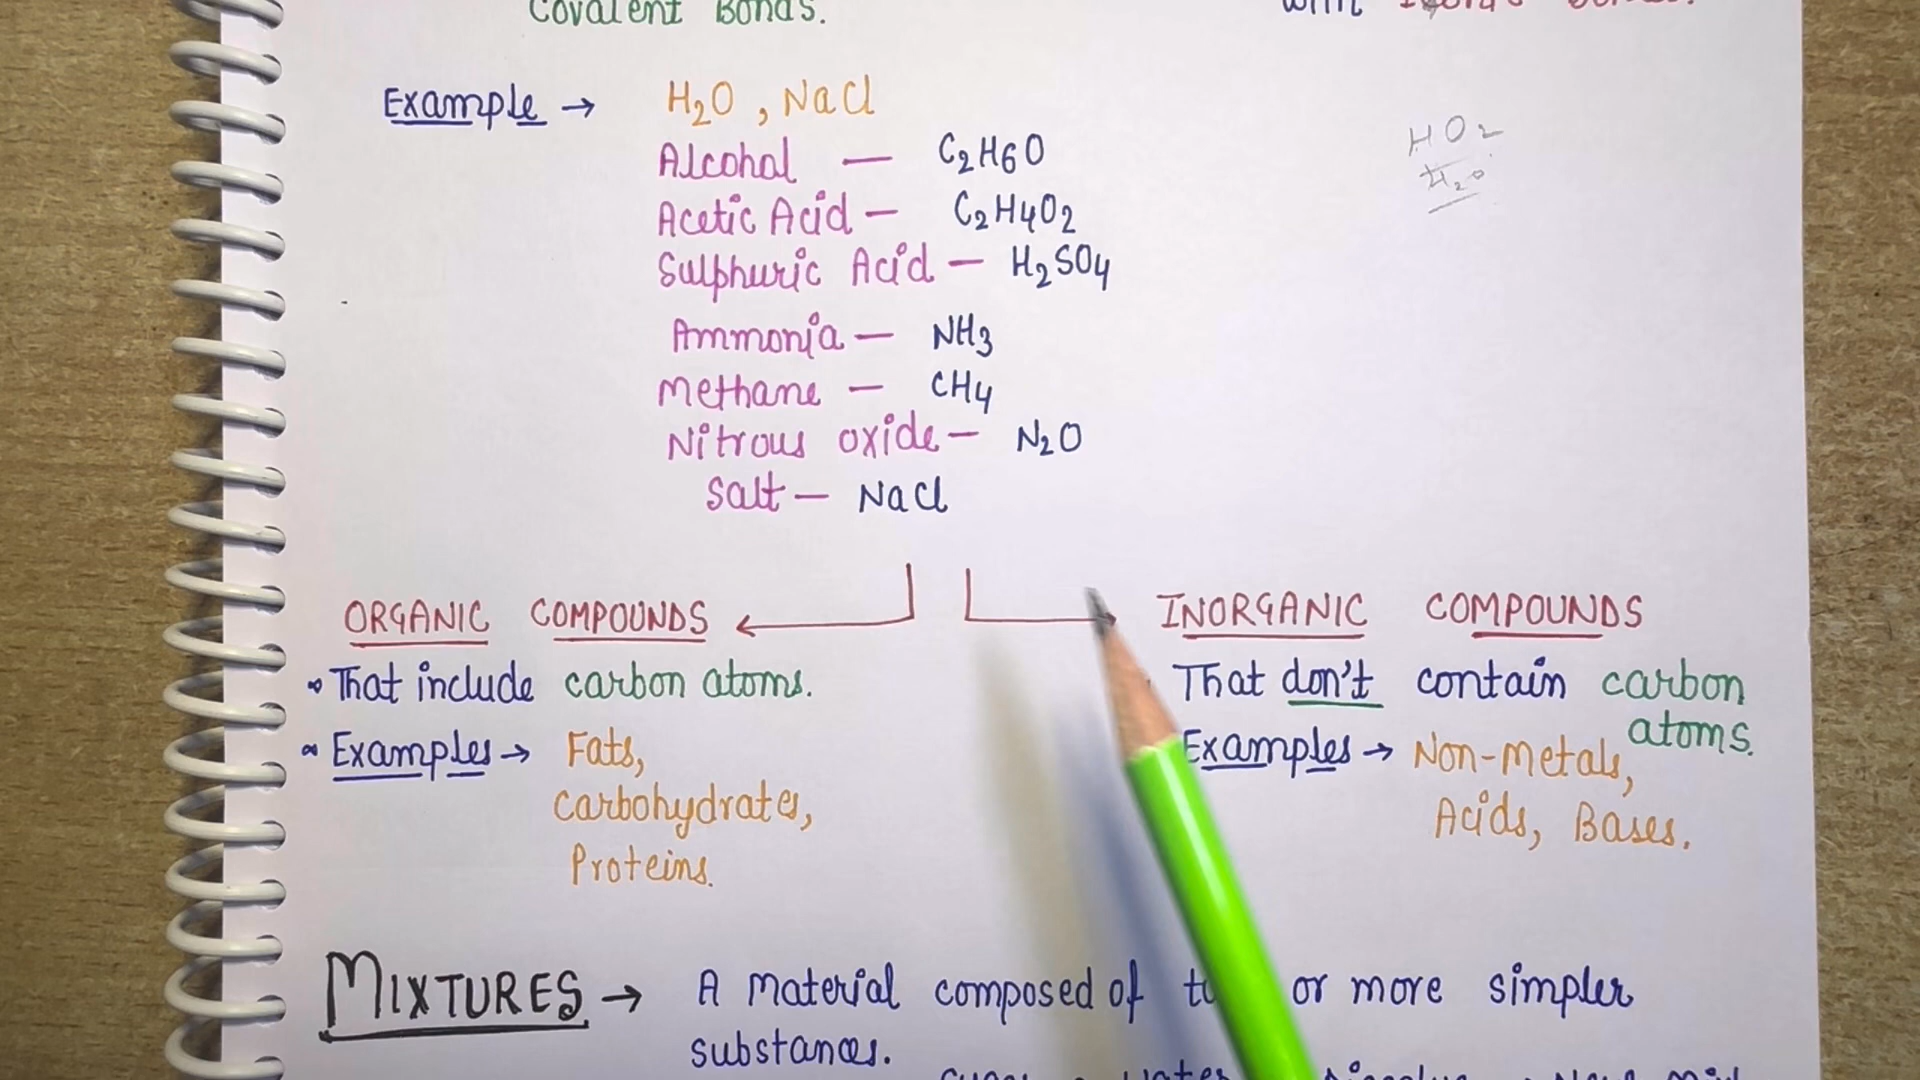 Covalent Bonds.
Example → H2O , NaCl
HO2
H2O
Alcohal — C2H6O
Acetic Acid — C2H4O2
Sulphuric Acid — H2SO4
Ammonia — NH3
Methane — CH4
Nitrous oxide — N2O
Salt — NaCl
ORGANIC COMPOUNDS
That include carbon atoms.
Examples → Fats,
Carbohydrates,
Proteins.
INORGANIC COMPOUNDS
That don't contain carbon
atoms.
Examples → Non-Metals,
Acids, Bases.
MIXTURES → A Material composed of or more simpler
substances.